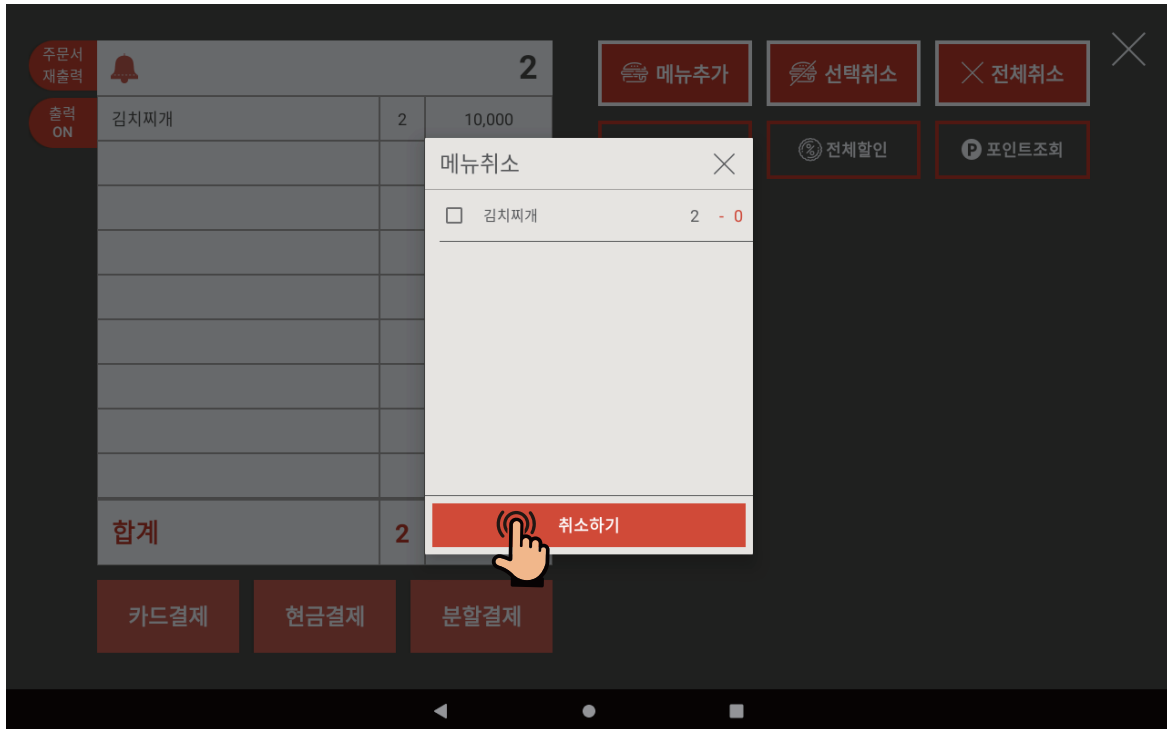 주문서
재출력
2
메뉴추가
선택취소
전체취소
출력
ON
김치찌개 2 10,000
전체할인
P 포인트조회
메뉴취소
김치찌개 2 - 0
합계 2
취소하기
카드결제
현금결제
분할결제